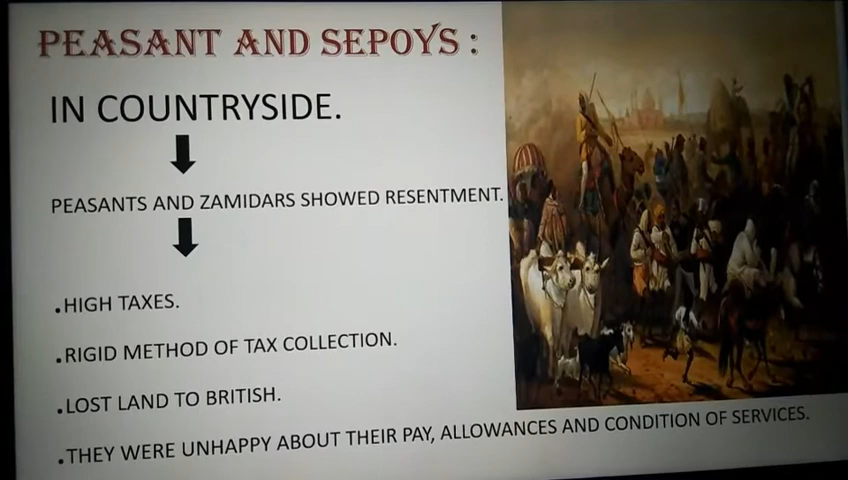 PEASANT AND SEPOY'S :
IN COUNTRYSIDE.
PEASANTS AND ZAMIDARS SHOWED RESENTMENT.
.HIGH TAXES.
.RIGID METHOD OF TAX COLLECTION.
.LOST LAND TO BRITISH.
.THEY WERE UNHAPPY ABOUT THEIR PAY, ALLOWANCES AND CONDITION OF SERVICES.